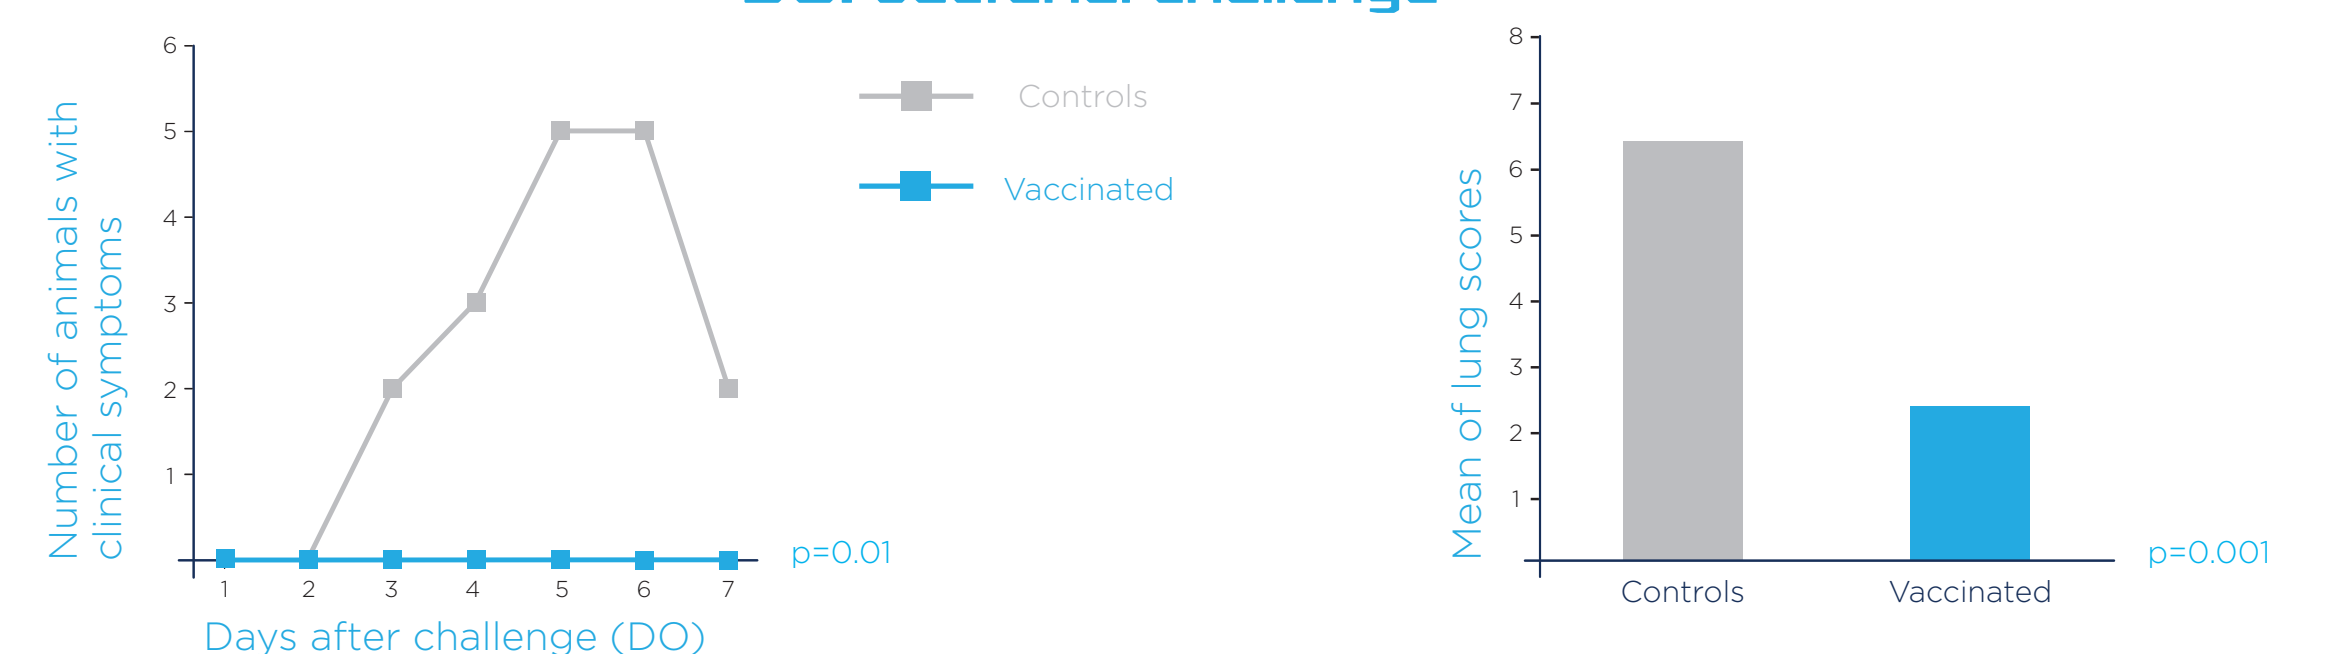 challenge
6
5
4
3
2
1
Number of animals with
clinical symptoms
1 2 3 4 5 6 7
Days after challenge (DO)
p=0.01
Controls
Vaccinated
8
7
6
5
4
3
2
1
Mean of lung scores
Controls Vaccinated
p=0.001